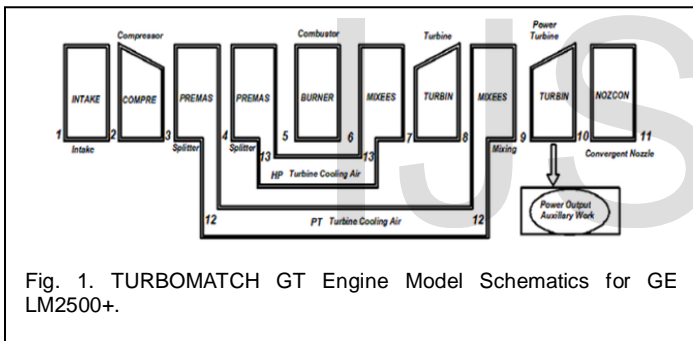 Compressor
Combustor
Turbine
Power
Turbine
INTAKE
COMPRE
PREMAS
PREMAS
BURNER
MIXEES
TURBIN
MIXEES
TURBIN
NOZCON
1 2 3 4 5 6 7 8 9 10 11
Intake
Splitter
Splitter
13 13
Mixing
Convergent Nozzle
HP Turbine Cooling Air
12 12
PT Turbine Cooling Air
Power Output
Auxillary Work
IJS
Fig. 1. TURBOMATCH GT Engine Model Schematics for GE
LM2500+.